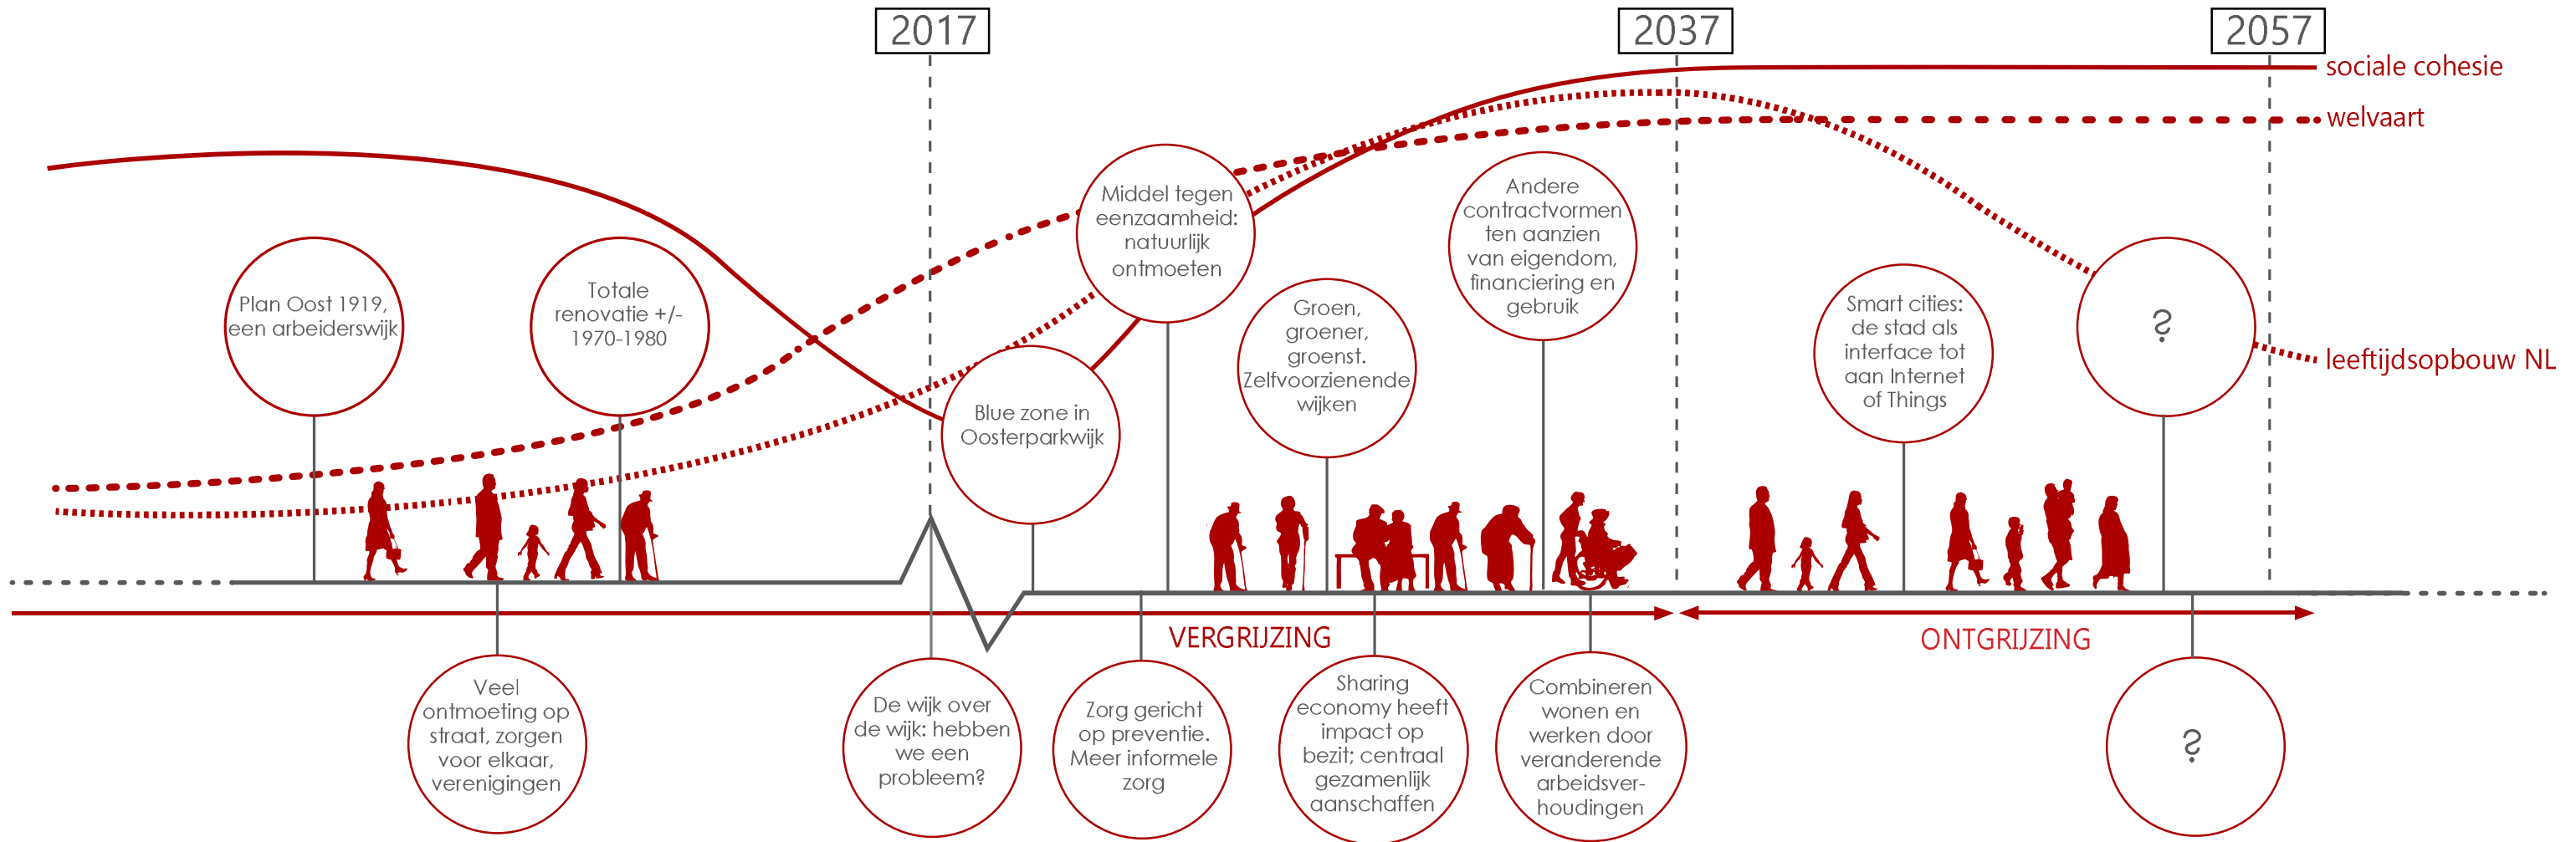 2017
2037
2057
sociale cohesie
welvaart
leeftijdsopbouw NL
Plan Oost 1919,
een arbeiderswijk
Totale
renovatie +/-
1970-1980
Blue zone in
Oosterparkwijk
Middel tegen
eenzaamheid:
natuurlijk
ontmoeten
Groen,
groener,
groenst.
Zelfvoorzienende
wijken
Andere
contractvormen
ten aanzien
van eigendom,
financiering en
gebruik
Smart cities:
de stad als
interface tot
aan Internet
of Things
?
VERGRIJZING
ONTGRIJZING
Veel
ontmoeting op
straat, zorgen
voor elkaar,
verenigingen
De wijk over
de wijk: hebben
we een
probleem?
Zorg gericht
op preventie.
Meer informele
zorg
Sharing
economy heeft
impact op
bezit; centraal
gezamenlijk
aanschaffen
Combineren
wonen en
werken door
veranderende
arbeidsver-
houdingen
?